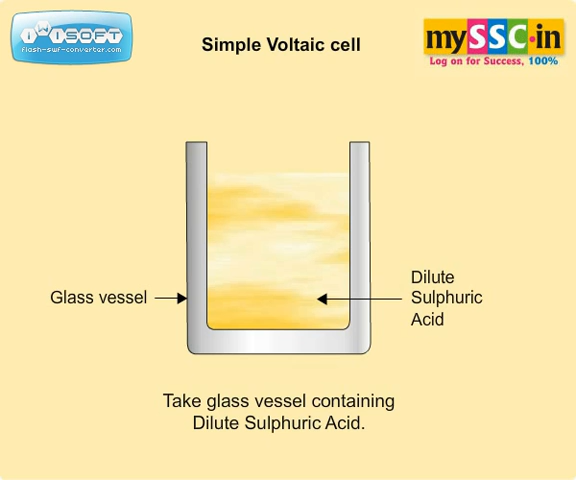 iwisoft
flash-swf-converter.com
Simple Voltaic cell
mySSC.in
Log on for Success, 100%
Glass vessel
Dilute
Sulphuric
Acid
Take glass vessel containing
Dilute Sulphuric Acid.